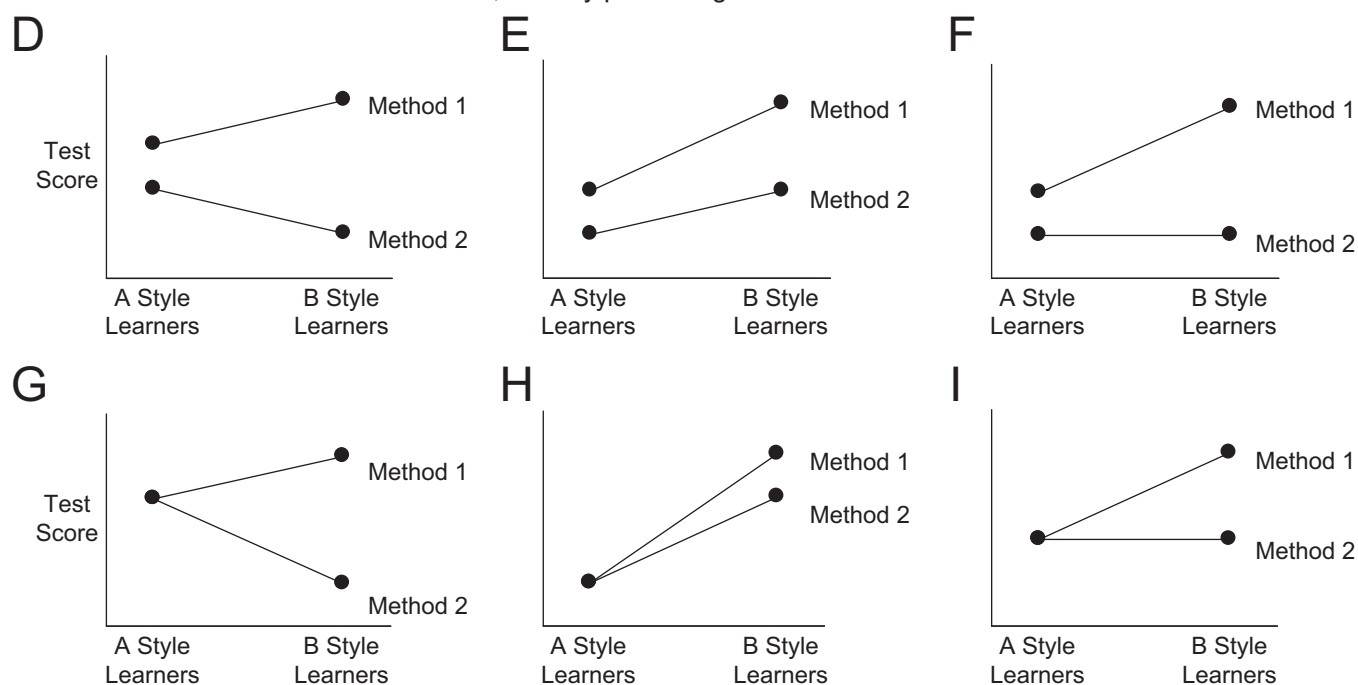 D
E
F
Method 1
Method 1
Method 1
Test
Score
Method 2
Method 2
Method 2
A Style
Learners
B Style
Learners
A Style
Learners
B Style
Learners
A Style
Learners
B Style
Learners
G
H
I
Method 1
Method 1
Method 1
Test
Score
Method 2
Method 2
Method 2
A Style
Learners
B Style
Learners
A Style
Learners
B Style
Learners
A Style
Learners
B Style
Learners